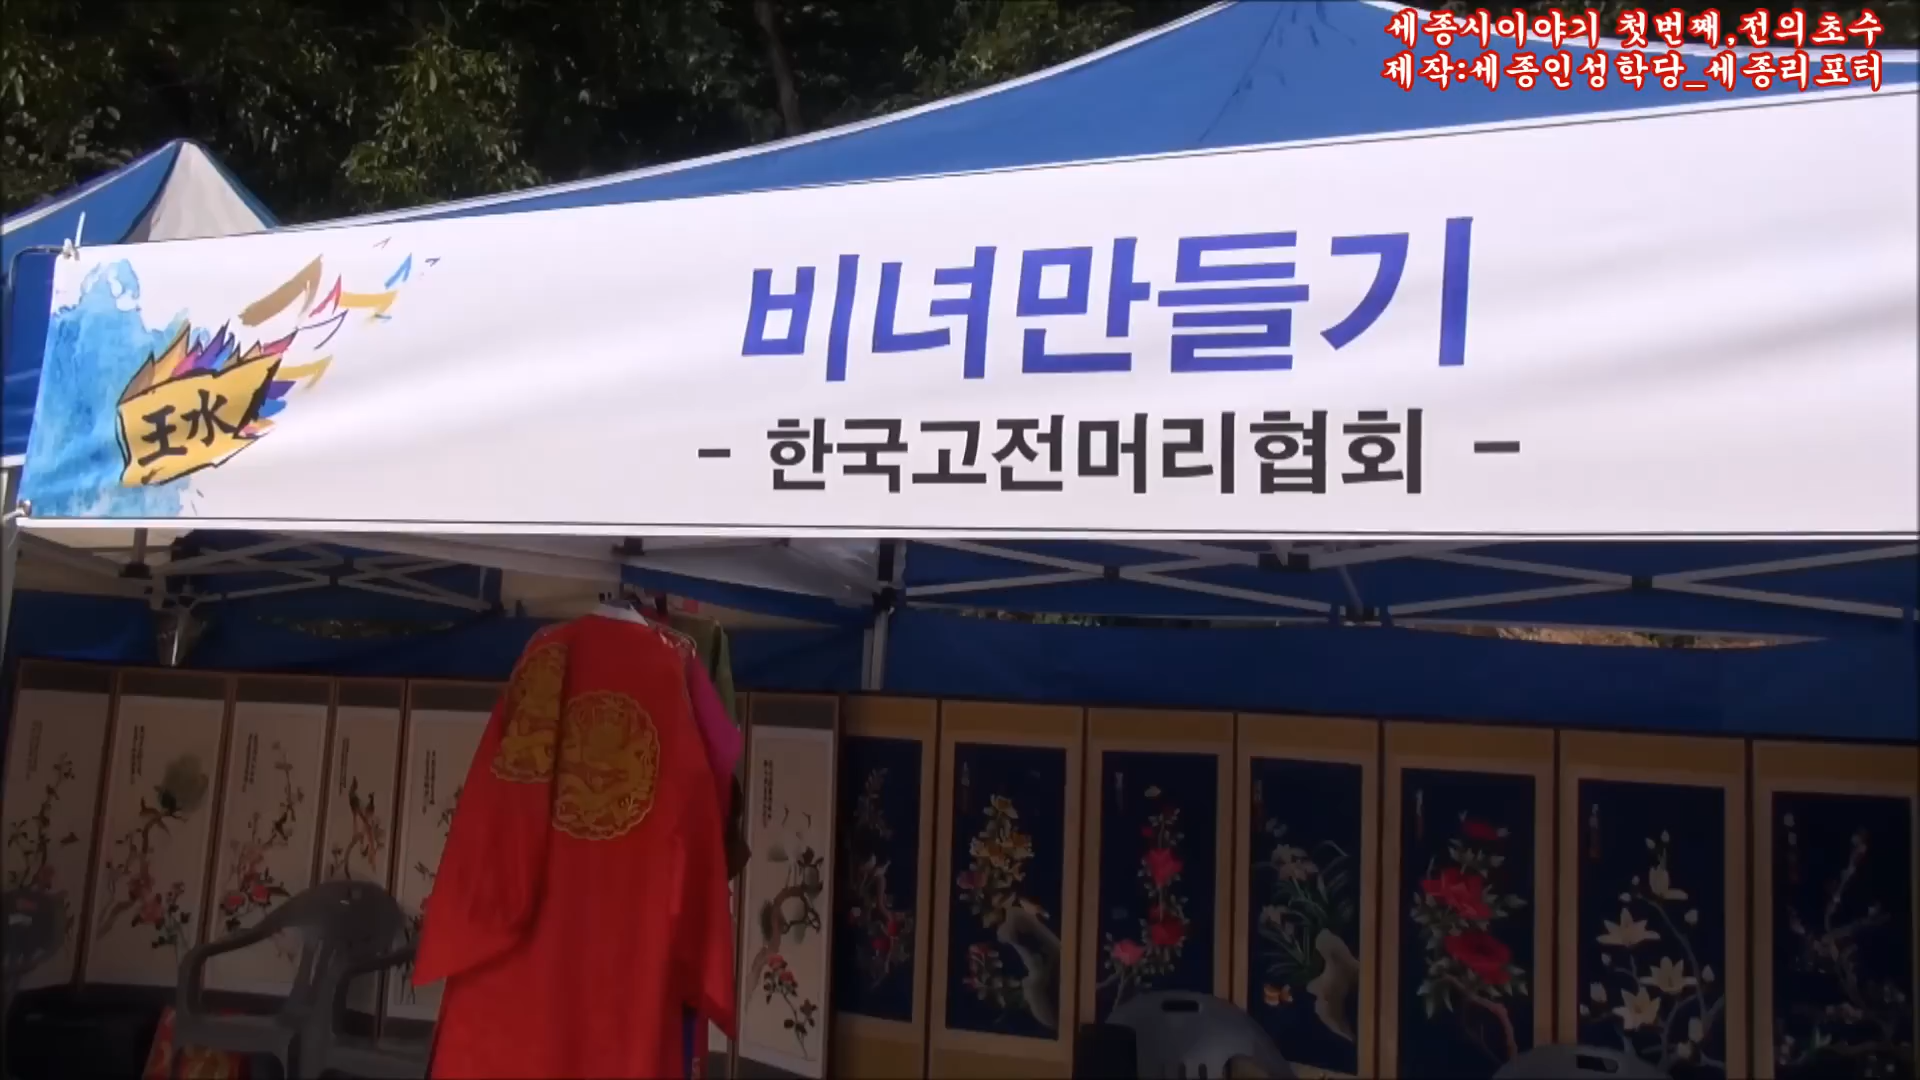 세종시이야기 첫번째,전의초수
제작:세종인성학당_세종리포터
비녀만들기
- 한국고전머리협회 -
王水